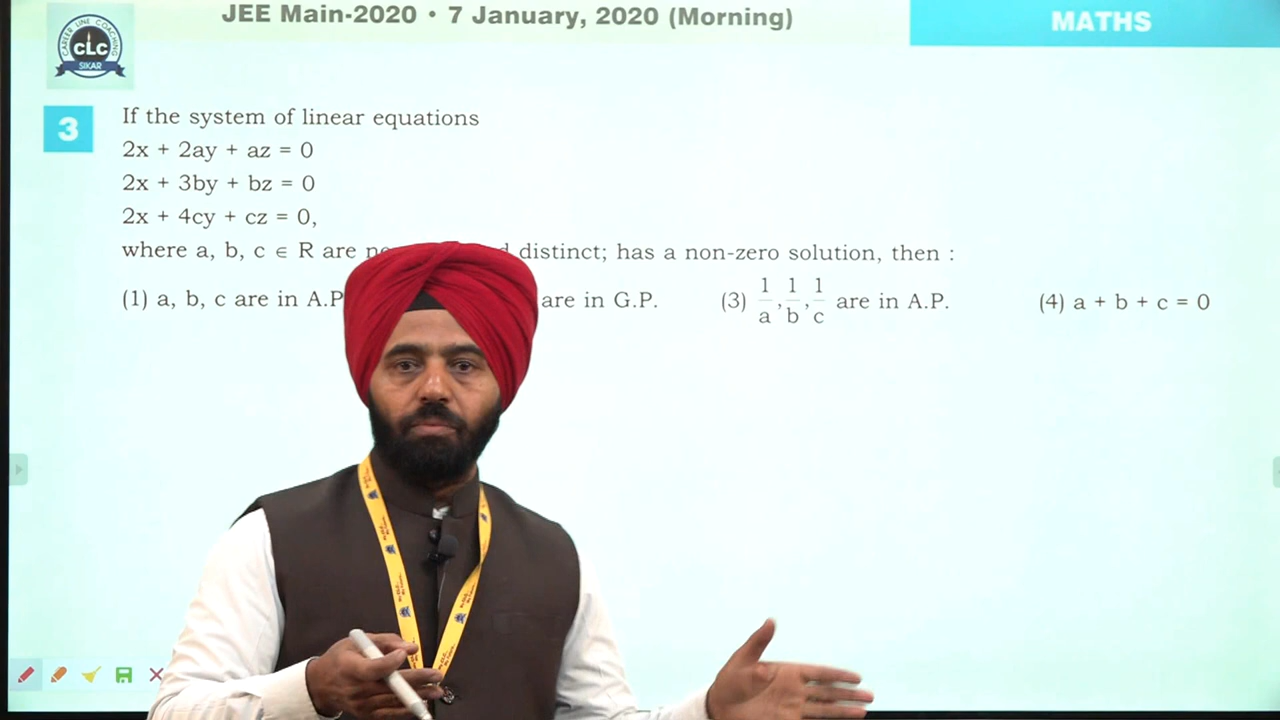 JEE Main-2020 • 7 January, 2020 (Morning)
MATHS
CAREER LINE COACHING
CLC
SIKAR
3
If the system of linear equations
2x + 2ay + az = 0
2x + 3by + bz = 0
2x + 4cy + cz = 0,
where a, b, c ∈ R are distinct; has a non-zero solution, then :
(1) a, b, c are in A.P are in G.P. (3) 1/a, 1/b, 1/c are in A.P. (4) a + b + c = 0